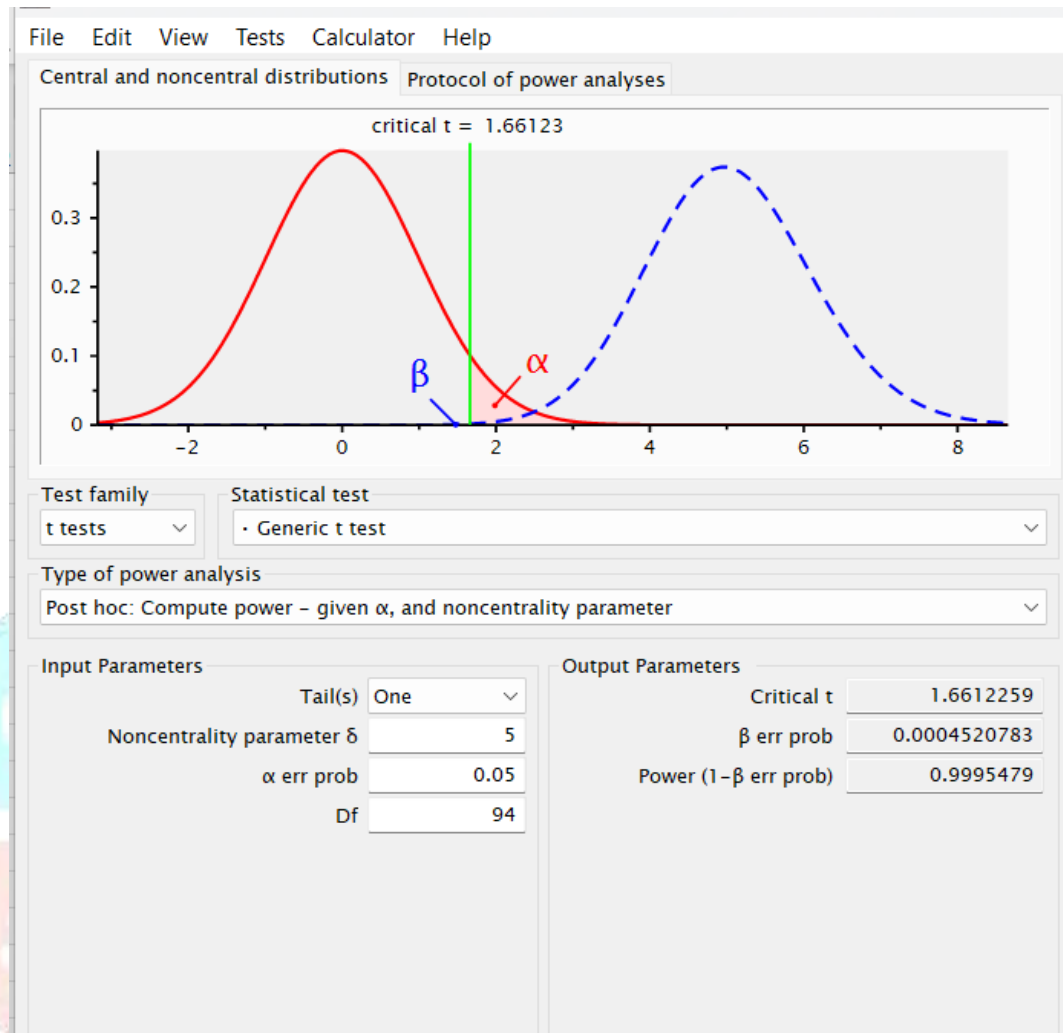 File Edit View Tests Calculator Help
Central and noncentral distributions Protocol of power analyses
critical t = 1.66123
0.3
0.2
0.1
0
β
α
-2 0 2 4 6 8
Test family
t tests
Statistical test
· Generic t test
Type of power analysis
Post hoc: Compute power – given α, and noncentrality parameter
Input Parameters
Tail(s) One
Noncentrality parameter δ 5
α err prob 0.05
Df 94
Output Parameters
Critical t 1.6612259
β err prob 0.0004520783
Power (1-β err prob) 0.9995479